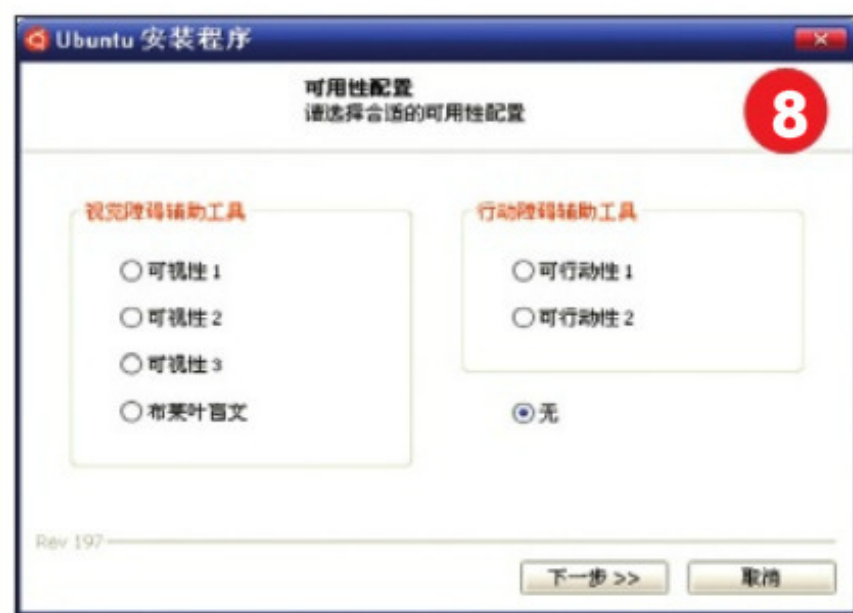 Ubuntu 安装程序
可用性配置
请选择合适的可用性配置
8
视觉障碍辅助工具
可视性 1
可视性 2
可视性 3
布莱叶盲文
行动障碍辅助工具
可行动性 1
可行动性 2
无
Rev 197
下一步 >>
取消